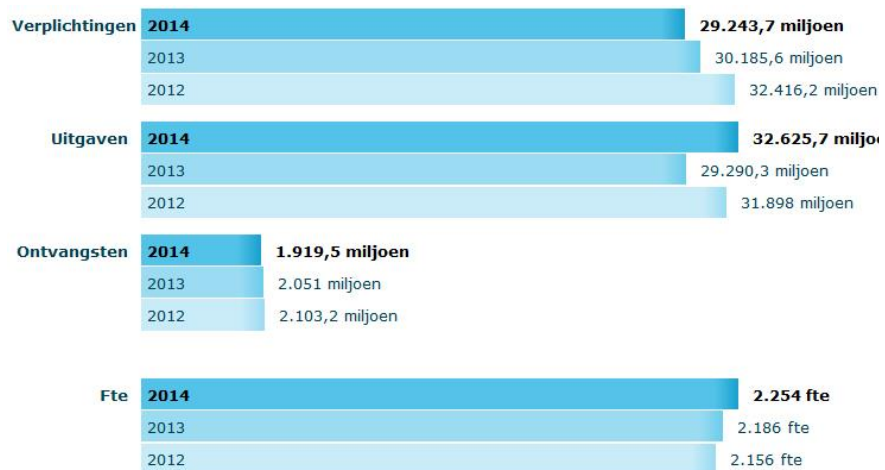 Verplichtingen 2014 29.243,7 miljoen
2013 30.185,6 miljoen
2012 32.416,2 miljoen
Uitgaven 2014 32.625,7
2013 29.290,3 miljoen
2012 31.898 miljoen
Ontvangsten 2014 1.919,5 miljoen
2013 2.051 miljoen
2012 2.103,2 miljoen
Fte 2014 2.254 fte
2013 2.186 fte
2012 2.156 fte